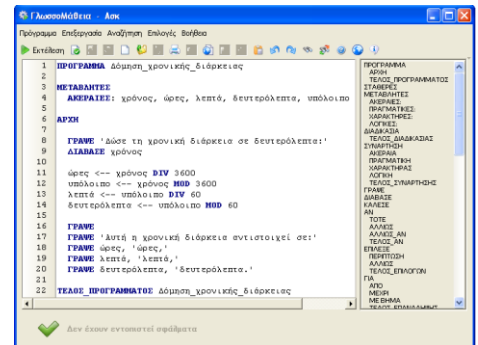 ΓλωσσοΜάθεια - Ασκ
Πρόγραμμα Επεξεργασία Αναζήτηση Επιλογές Βοήθεια
Εκτέλεση
1 ΠΡΟΓΡΑΜΜΑ Δόμηση_χρονικής_διάρκειας
2
3 ΜΕΤΑΒΛΗΤΕΣ
4 ΑΚΕΡΑΙΕΣ: χρόνος, ώρες, λεπτά, δευτερόλεπτα, υπόλοιπο
5
6 ΑΡΧΗ
7
8 ΓΡΑΨΕ 'Δώσε τη χρονική διάρκεια σε δευτερόλεπτα:'
9 ΔΙΑΒΑΣΕ χρόνος
10
11 ώρες <-- χρόνος DIV 3600
12 υπόλοιπο <-- χρόνος MOD 3600
13 λεπτά <-- υπόλοιπο DIV 60
14 δευτερόλεπτα <-- υπόλοιπο MOD 60
15
16 ΓΡΑΨΕ
17 ΓΡΑΨΕ 'Αυτή η χρονική διάρκεια αντιστοιχεί σε:'
18 ΓΡΑΨΕ ώρες, 'ώρες,'
19 ΓΡΑΨΕ λεπτά, 'λεπτά,'
20 ΓΡΑΨΕ δευτερόλεπτα, 'δευτερόλεπτα.'
21
22 ΤΕΛΟΣ_ΠΡΟΓΡΑΜΜΑΤΟΣ Δόμηση_χρονικής_διάρκειας
ΠΡΟΓΡΑΜΜΑ
ΑΡΧΗ
ΤΕΛΟΣ_ΠΡΟΓΡΑΜΜΑΤΟΣ
ΣΤΑΘΕΡΕΣ
ΜΕΤΑΒΛΗΤΕΣ
ΑΚΕΡΑΙΕΣ:
ΠΡΑΓΜΑΤΙΚΕΣ:
ΧΑΡΑΚΤΗΡΕΣ:
ΛΟΓΙΚΕΣ:
ΔΙΑΔΙΚΑΣΙΑ
ΤΕΛΟΣ_ΔΙΑΔΙΚΑΣΙΑΣ
ΣΥΝΑΡΤΗΣΗ
ΑΚΕΡΑΙΑ
ΠΡΑΓΜΑΤΙΚΗ
ΧΑΡΑΚΤΗΡΑΣ
ΛΟΓΙΚΗ
ΤΕΛΟΣ_ΣΥΝΑΡΤΗΣΗΣ
ΓΡΑΨΕ
ΔΙΑΒΑΣΕ
ΚΑΛΕΣΕ
ΑΝ
ΤΟΤΕ
ΑΛΛΙΩΣ
ΑΛΛΙΩΣ_ΑΝ
ΤΕΛΟΣ_ΑΝ
ΕΠΙΛΕΞΕ
ΠΕΡΙΠΤΩΣΗ
ΑΛΛΙΩΣ
ΤΕΛΟΣ_ΕΠΙΛΟΓΩΝ
ΓΙΑ
ΑΠΟ
ΜΕΧΡΙ
ΜΕ ΒΗΜΑ
ΤΕΛΟΣ_ΕΠΑΝΑΛΗΨΗΣ
Δεν έχουν εντοπιστεί σφάλματα